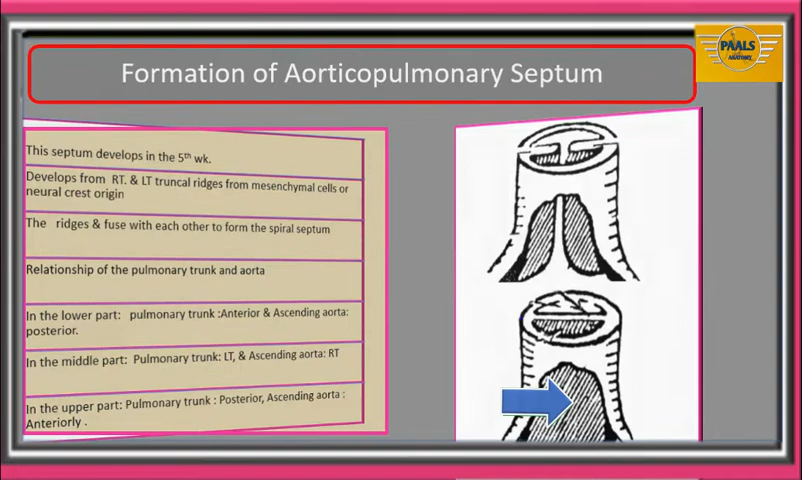 Formation of Aorticopulmonary Septum
PAALS
ANATOMY
This septum develops in the 5th wk.
Develops from RT. & LT truncal ridges from mesenchymal cells or
neural crest origin
The ridges & fuse with each other to form the spiral septum
Relationship of the pulmonary trunk and aorta
In the lower part: pulmonary trunk :Anterior & Ascending aorta:
posterior.
In the middle part: Pulmonary trunk: LT, & Ascending aorta: RT
In the upper part: Pulmonary trunk : Posterior, Ascending aorta :
Anteriorly .